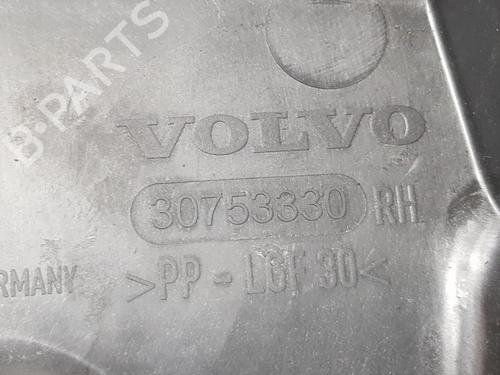 B-PARTS
VOLVO
30753330 RH.
RMANY >PP - LGF 30<